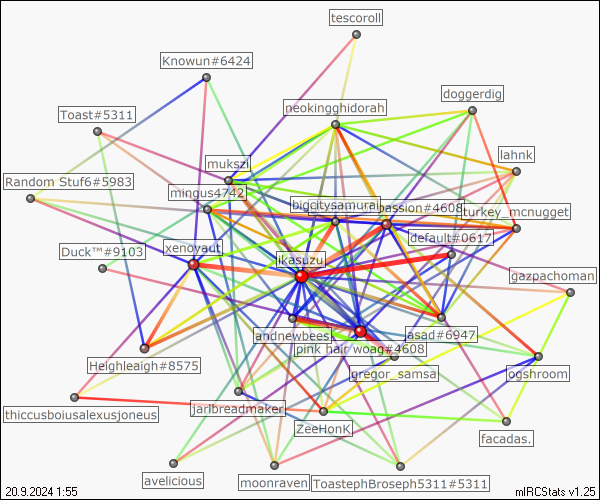 tescoroll
Knowun#6424
doggerdig
neokingghidorah
Toast#5311
lahnk
mukszi
Random Stuf6#5983
mingus4742
bigcitysamurai
passion#4608
turkey_mcnugget
default#0617
xenovaut
Duck™#9103
ikasuzu
gazpachoman
andnewbees
asad#6947
pink hair woag#4608
Heighleaigh#8575
gregor_samsa
ogshroom
thiccusboiusalexusjoneus
jarlbreadmaker
ZeeHonK
facadas.
avelicious
moonraven
ToastephBroseph5311#5311
20.9.2024 1:55
mIRCStats v1.25